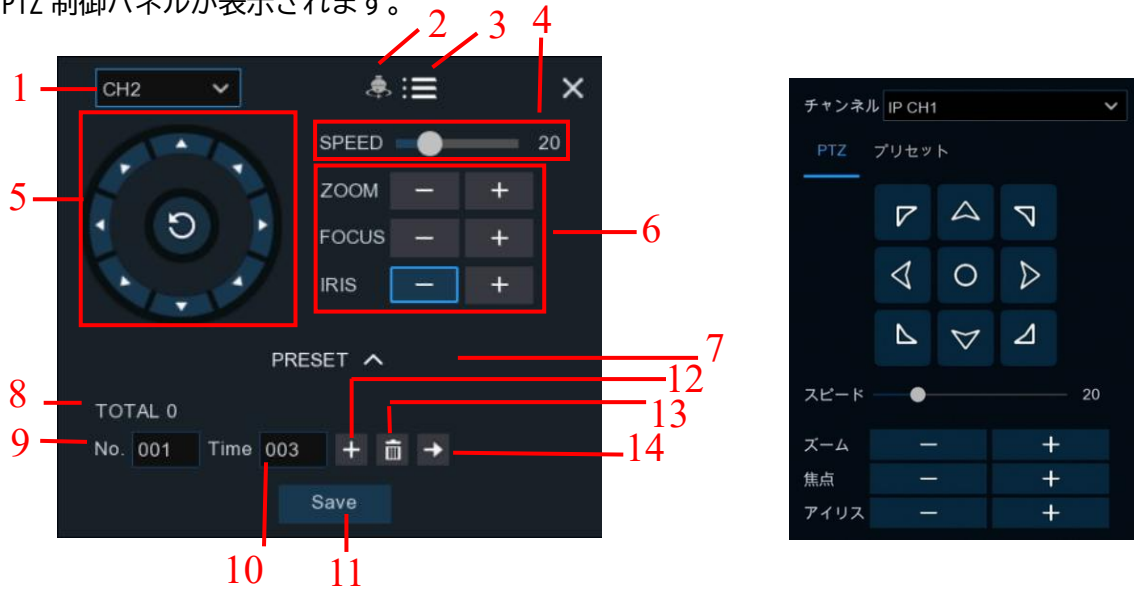 PTZ 制御パネルが表示されます。
2 3 4
1 CH2
SPEED 20
5
ZOOM − +
FOCUS − + 6
IRIS − +
PRESET 7
12
8 TOTAL 0 13
9 No. 001 Time 003 + 14
Save
10 11
チャンネル IP CH1
PTZ プリセット
スピード 20
ズーム − +
焦点 − +
アイリス − +